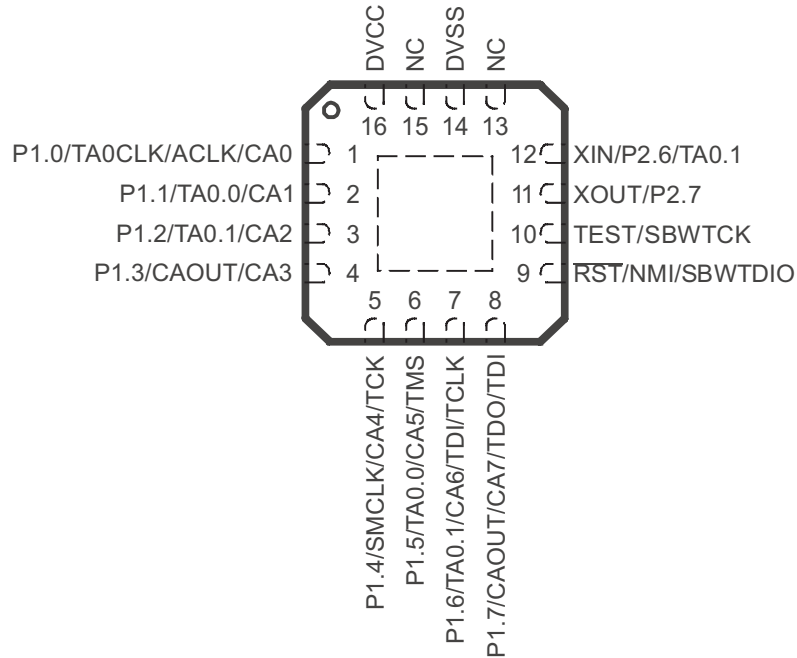 DVCC
NC
DVSS
NC
16
15
14
13
P1.0/TA0CLK/ACLK/CA0
1
P1.1/TA0.0/CA1
2
P1.2/TA0.1/CA2
3
P1.3/CAOUT/CA3
4
12
XIN/P2.6/TA0.1
11
XOUT/P2.7
10
TEST/SBWTCK
9
RST/NMI/SBWTDIO
5
6
7
8
P1.4/SMCLK/CA4/TCK
P1.5/TA0.0/CA5/TMS
P1.6/TA0.1/CA6/TDI/TCLK
P1.7/CAOUT/CA7/TDO/TDI